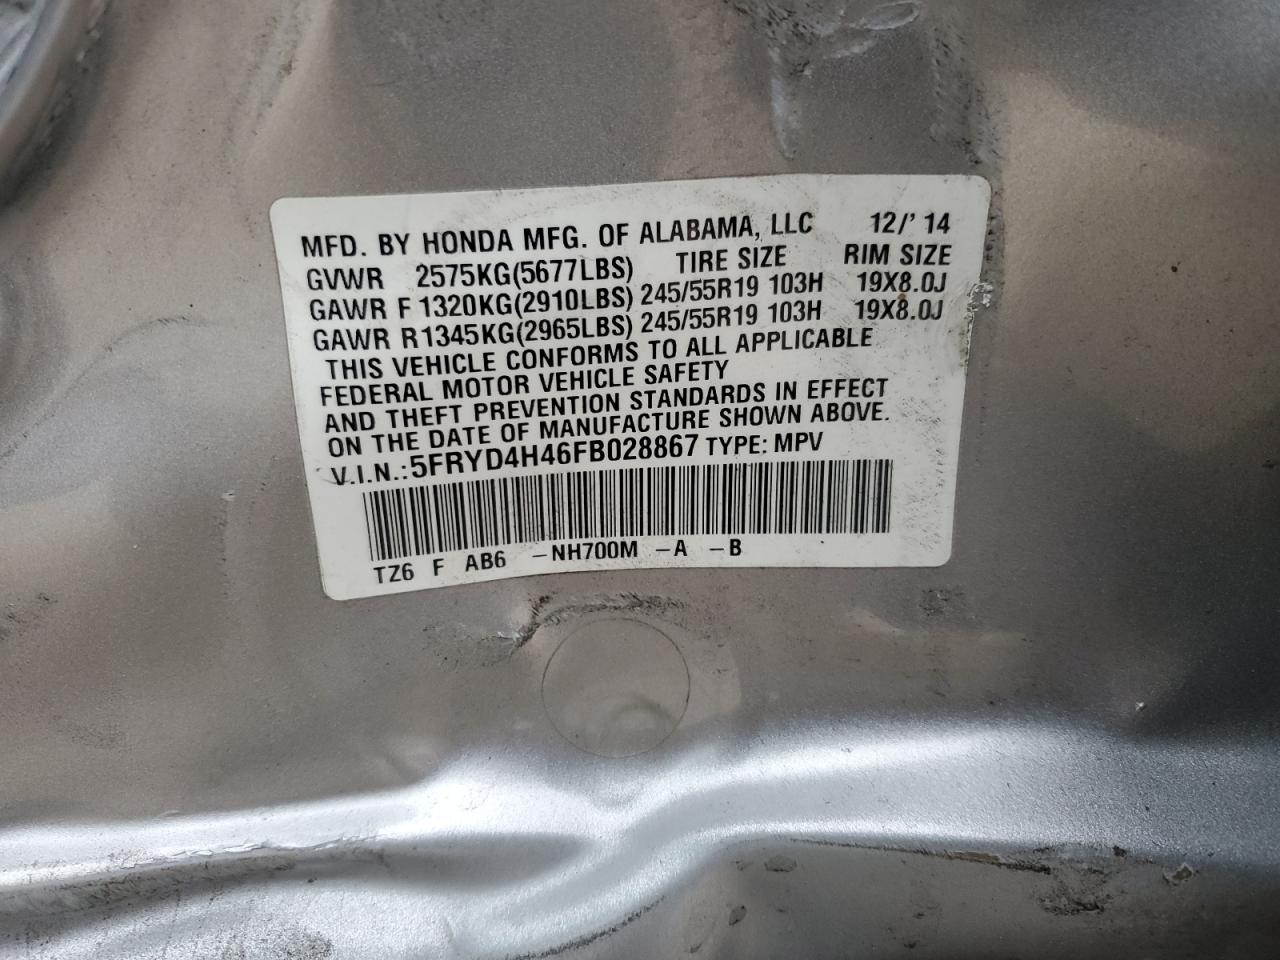 MFD. BY HONDA MFG. OF ALABAMA, LLC 12/' 14
GVWR 2575KG(5677LBS) TIRE SIZE RIM SIZE
GAWR F 1320KG(2910LBS) 245/55R19 103H 19X8.0J
GAWR R 1345KG(2965LBS) 245/55R19 103H 19X8.0J
THIS VEHICLE CONFORMS TO ALL APPLICABLE
FEDERAL MOTOR VEHICLE SAFETY
AND THEFT PREVENTION STANDARDS IN EFFECT
ON THE DATE OF MANUFACTURE SHOWN ABOVE.
V.I.N.: 5FRYD4H46FB028867 TYPE: MPV
TZ6 F AB6 –NH700M –A –B